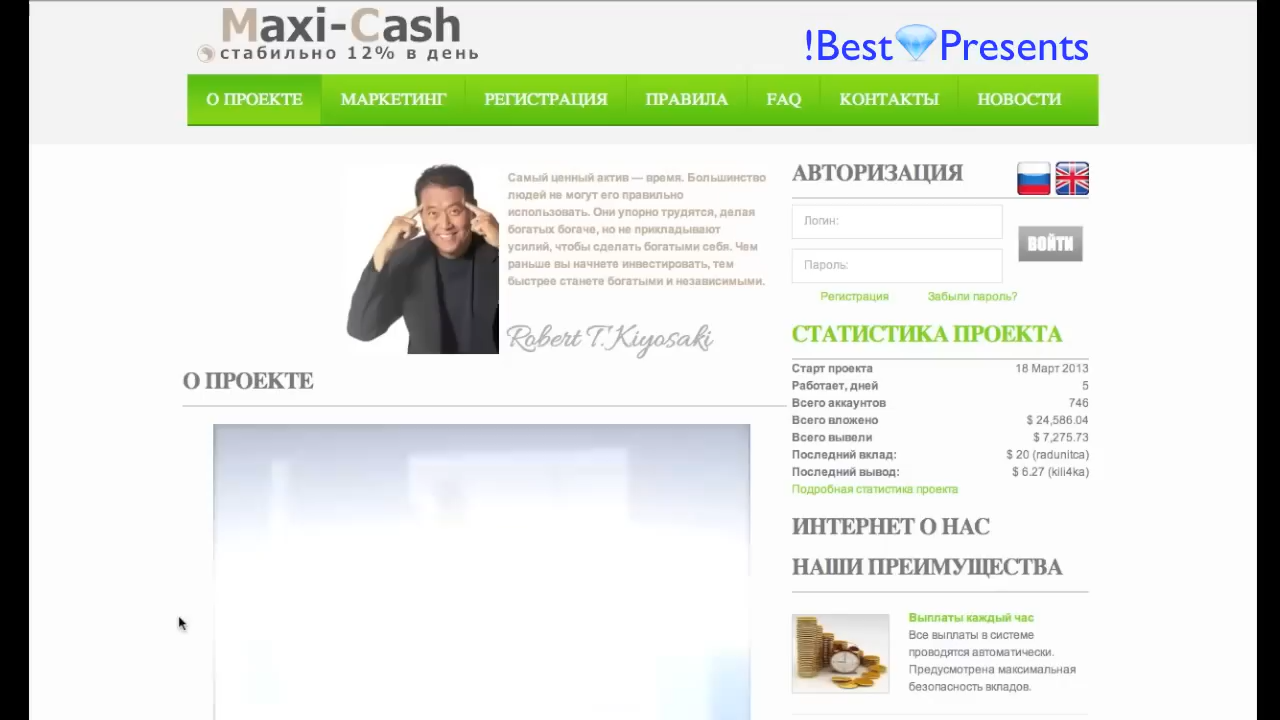 Maxi-Cash
стабильно 12% в день
!Best Presents
О ПРОЕКТЕ МАРКЕТИНГ РЕГИСТРАЦИЯ ПРАВИЛА FAQ КОНТАКТЫ НОВОСТИ
Самый ценный актив — время. Большинство
людей не могут его правильно
использовать. Они упорно трудятся, делая
богатых богаче, но не прикладывают
усилий, чтобы сделать богатыми себя. Чем
раньше вы начнете инвестировать, тем
быстрее станете богатыми и независимыми.
Robert T. Kiyosaki
О ПРОЕКТЕ
АВТОРИЗАЦИЯ
Логин:
Пароль:
ВОЙТИ
Регистрация Забыли пароль?
СТАТИСТИКА ПРОЕКТА
Старт проекта 18 Март 2013
Работает, дней 5
Всего аккаунтов 746
Всего вложено $ 24,586.04
Всего вывели $ 7,275.73
Последний вклад: $ 20 (radunitca)
Последний вывод: $ 6.27 (kili4ka)
Подробная статистика проекта
ИНТЕРНЕТ О НАС
НАШИ ПРЕИМУЩЕСТВА
Выплаты каждый час
Все выплаты в системе
проводятся автоматически.
Предусмотрена максимальная
безопасность вкладов.